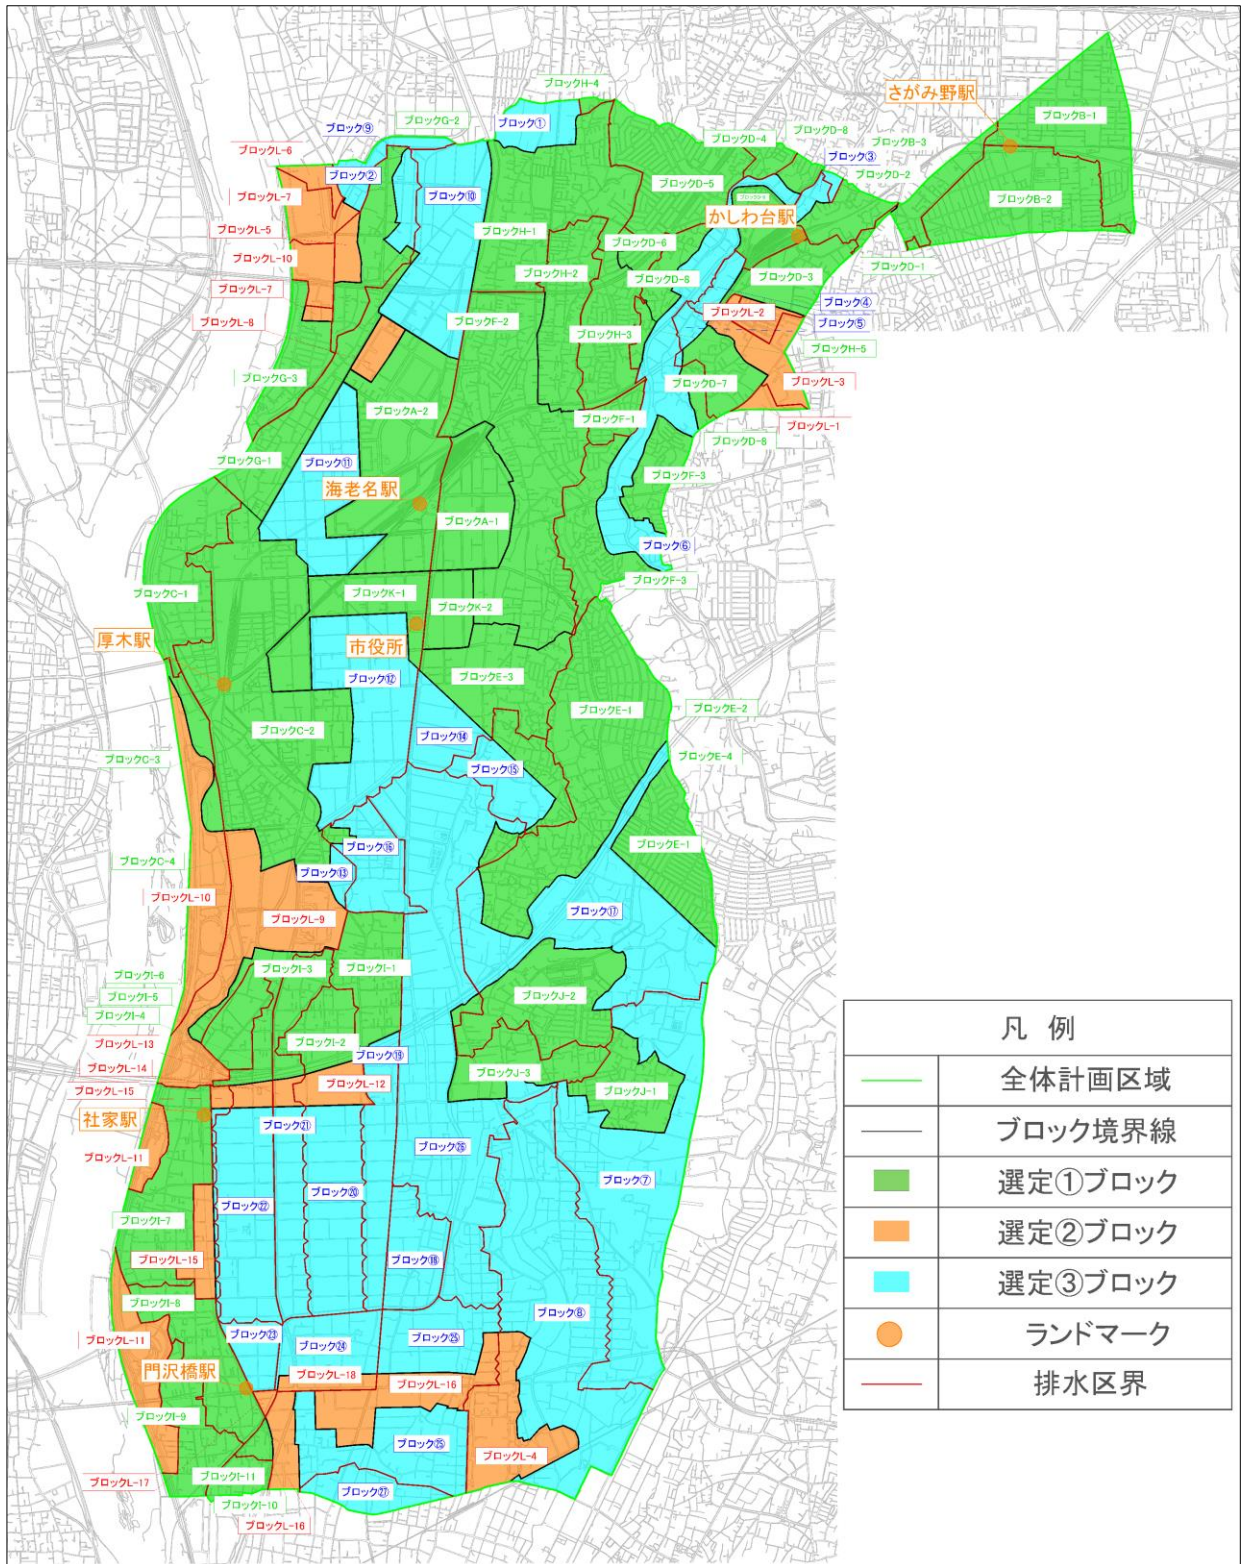 ブロックH-4
さがみ野駅
ブロックG-2
ブロック①
ブロックB-1
ブロック⑨
ブロックD-4
ブロックD-8
ブロックB-3
ブロックL-6
ブロック③
ブロック②
ブロックD-2
ブロックL-7
ブロック⑩
ブロックD-5
ブロックB-2
かしわ台駅
ブロックL-5
ブロックH-1
ブロックD-6
ブロックL-10
ブロックH-2
ブロックD-1
ブロックD-8
ブロックD-3
ブロックL-7
ブロック④
ブロックL-2
ブロックL-8
ブロックF-2
ブロック⑤
ブロックH-3
ブロックH-5
ブロックG-3
ブロックL-3
ブロックD-7
ブロックA-2
ブロックF-1
ブロックL-1
ブロックD-8
ブロックG-1
ブロック⑪
ブロックF-3
海老名駅
ブロックA-1
ブロック⑥
ブロックF-3
ブロックC-1
ブロックK-1
ブロックK-2
厚木駅
市役所
ブロック⑫
ブロックE-3
ブロックE-1
ブロックE-2
ブロックC-2
ブロック⑭
ブロックC-3
ブロックE-4
ブロック⑮
ブロックE-1
ブロック⑯
ブロックC-4
ブロック⑬
ブロックL-10
ブロックL-9
ブロック⑰
ブロックI-3
ブロックI-1
ブロックI-6
ブロックI-5
ブロックJ-2
ブロックI-4
ブロックL-13
ブロックI-2
ブロック⑲
ブロックL-14
ブロックJ-3
ブロックL-15
ブロックL-12
ブロックJ-1
社家駅
ブロック㉑
ブロック㉖
ブロックL-11
ブロック⑦
ブロック㉒
ブロック⑳
ブロックI-7
ブロックL-15
ブロック⑱
ブロックI-8
ブロック⑧
ブロックL-11
ブロック㉓
ブロック㉔
ブロック㉕
門沢橋駅
ブロックL-18
ブロックL-16
ブロックI-9
ブロック㉕
ブロックL-4
ブロックL-17
ブロックI-11
ブロック㉗
ブロックI-10
ブロックL-16
凡 例
全体計画区域
ブロック境界線
選定①ブロック
選定②ブロック
選定③ブロック
ランドマーク
排水区界